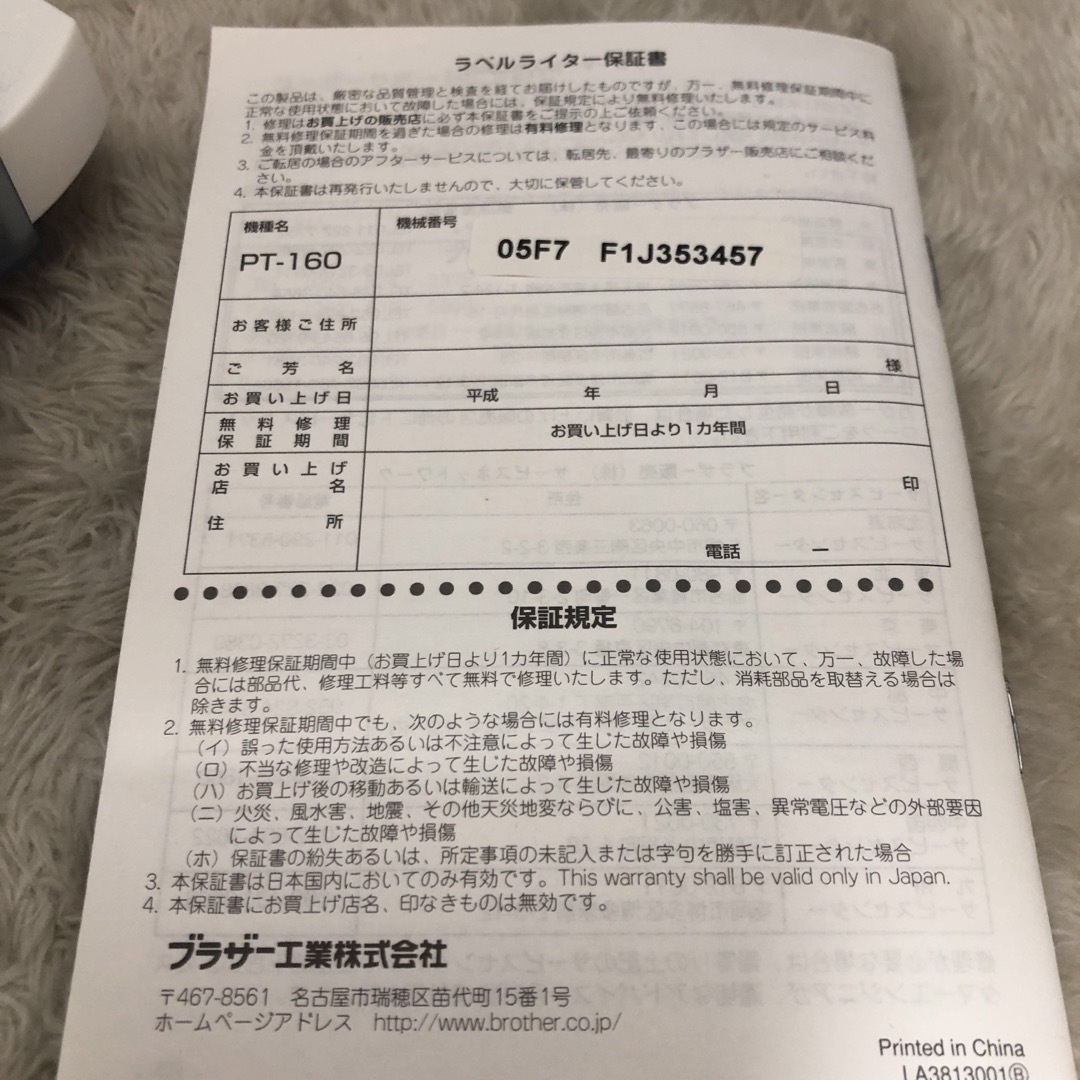 ラベルライター保証書
この製品は、厳密な品質管理と検査を経てお届けしたものですが、万一、無料修理保証期間中に
正常な使用状態において故障した場合には、保証規定により無料修理いたします。
1. 修理はお買上げの販売店に必ず本保証書をご提示の上ご依頼ください。
2. 無料修理保証期間を過ぎた場合の修理は有料修理となります、この場合には規定のサービス料
金を頂戴いたします。
3. ご転居の場合のアフターサービスについては、転居先、最寄りのブラザー販売店にご相談くだ
さい。
4. 本保証書は再発行いたしませんので、大切に保管してください。
機種名 機械番号
PT-160 05F7 F1J353457
お客様ご住所
ご芳名 様
お買い上げ日 平成 年 月 日
無料修理
保証期間 お買い上げ日より1カ年間
お買い上げ
店名 印
住所
電話 ー
保証規定
1. 無料修理保証期間中（お買上げ日より1カ年間）に正常な使用状態において、万一、故障した場
合には部品代、修理工料等すべて無料で修理いたします。ただし、消耗部品を取替える場合は
除きます。
2. 無料修理保証期間中でも、次のような場合には有料修理となります。
（イ）誤った使用方法あるいは不注意によって生じた故障や損傷
（ロ）不当な修理や改造によって生じた故障や損傷
（ハ）お買上げ後の移動あるいは輸送によって生じた故障や損傷
（ニ）火災、風水害、地震、その他天災地変ならびに、公害、塩害、異常電圧などの外部要因
によって生じた故障や損傷
（ホ）保証書の紛失あるいは、所定事項の未記入または字句を勝手に訂正された場合
3. 本保証書は日本国内においてのみ有効です。This warranty shall be valid only in Japan.
4. 本保証書にお買上げ店名、印なきものは無効です。
ブラザー工業株式会社
〒467-8561 名古屋市瑞穂区苗代町15番1号
ホームページアドレス http://www.brother.co.jp/
Printed in China
LA3813001Ⓑ